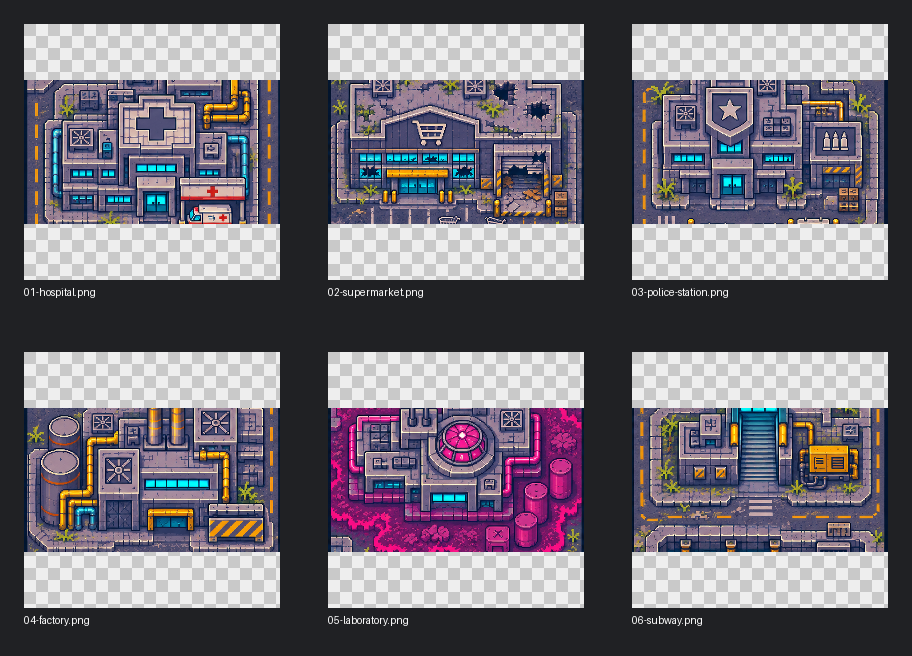 01-hospital.png
02-supermarket.png
03-police-station.png
04-factory.png
05-laboratory.png
06-subway.png